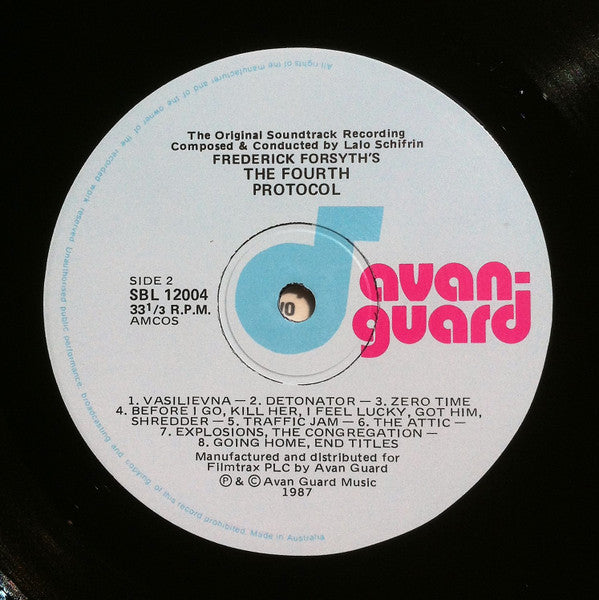 The Original Soundtrack Recording
Composed & Conducted by Lalo Schifrin
FREDERICK FORSYTH'S
THE FOURTH
PROTOCOL
SIDE 2
SBL 12004
33 1/3 R.P.M.
AMCOS
avan-
guard
1. VASILIEVNA — 2. DETONATOR — 3. ZERO TIME
4. BEFORE I GO, KILL HER, I FEEL LUCKY, GOT HIM,
SHREDDER — 5. TRAFFIC JAM — 6. THE ATTIC —
7. EXPLOSIONS, THE CONGREGATION —
8. GOING HOME, END TITLES
Manufactured and distributed for
Filmtrax PLC by Avan Guard
℗ & © Avan Guard Music
1987
All rights of the manufacturer and of the owner of the recorded work reserved. Unauthorised public performance, broadcasting and copying of this record prohibited. Made in Australia